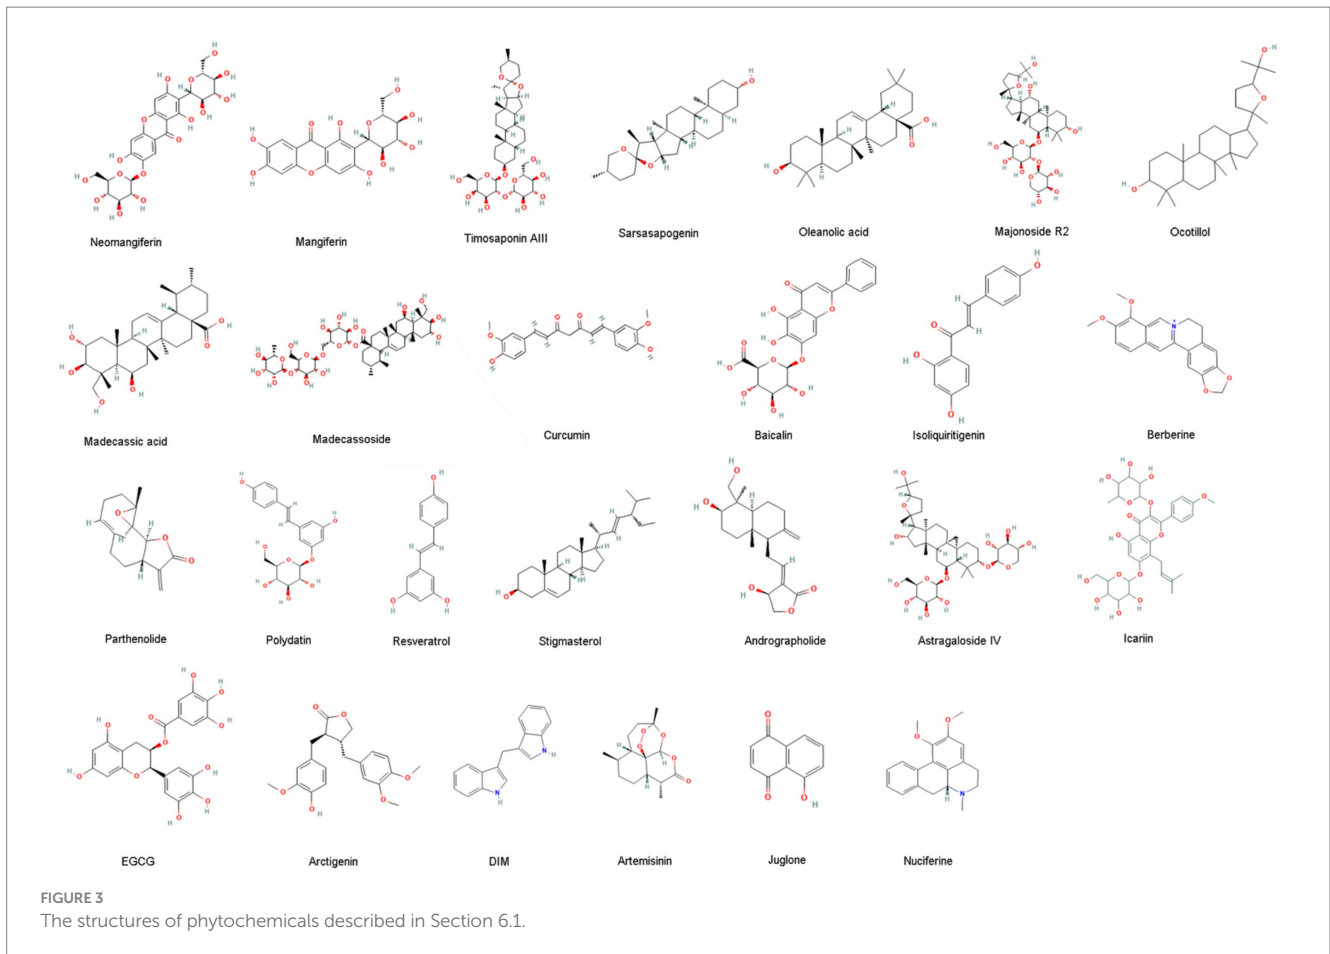 Neomangiferin
Mangiferin
Timosaponin AIII
Sarsasapogenin
Oleanolic acid
Majonoside R2
Ocotillol
Madecassic acid
Madecassoside
Curcumin
Baicalin
Isoliquiritigenin
Berberine
Parthenolide
Polydatin
Resveratrol
Stigmasterol
Andrographolide
Astragaloside IV
Icariin
EGCG
Arctigenin
DIM
Artemisinin
Juglone
Nuciferine
FIGURE 3
The structures of phytochemicals described in Section 6.1.